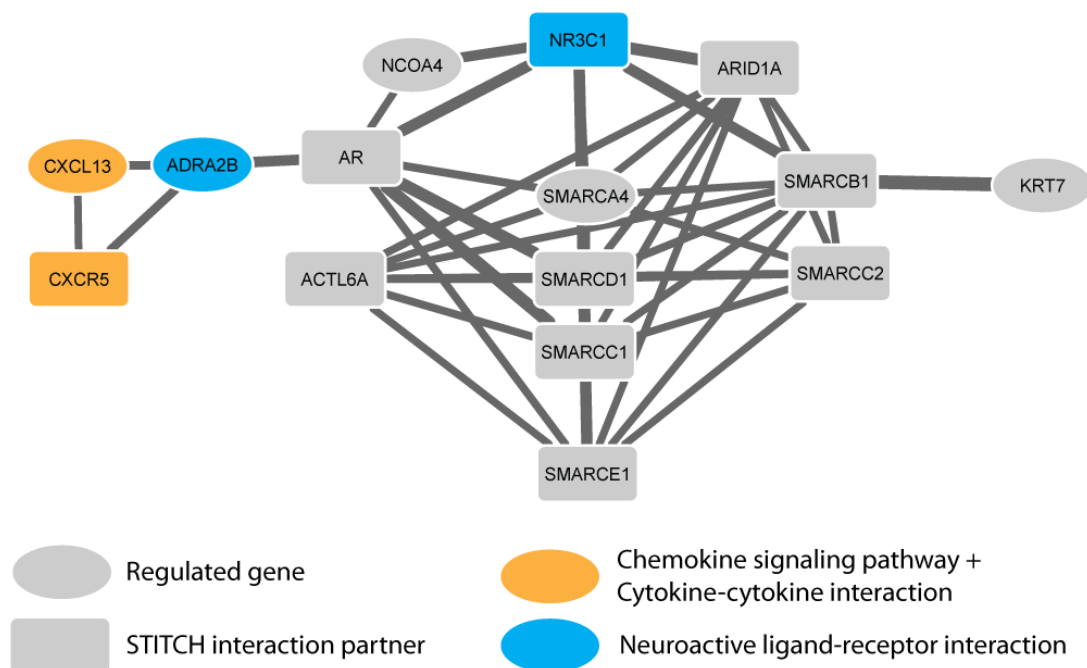 NR3C1
NCOA4
ARID1A
CXCL13
ADRA2B
AR
SMARCB1
KRT7
SMARCA4
CXCR5
ACTL6A
SMARCD1
SMARCC2
SMARCC1
SMARCE1
Regulated gene
Chemokine signaling pathway +
Cytokine-cytokine interaction
STITCH interaction partner
Neuroactive ligand-receptor interaction